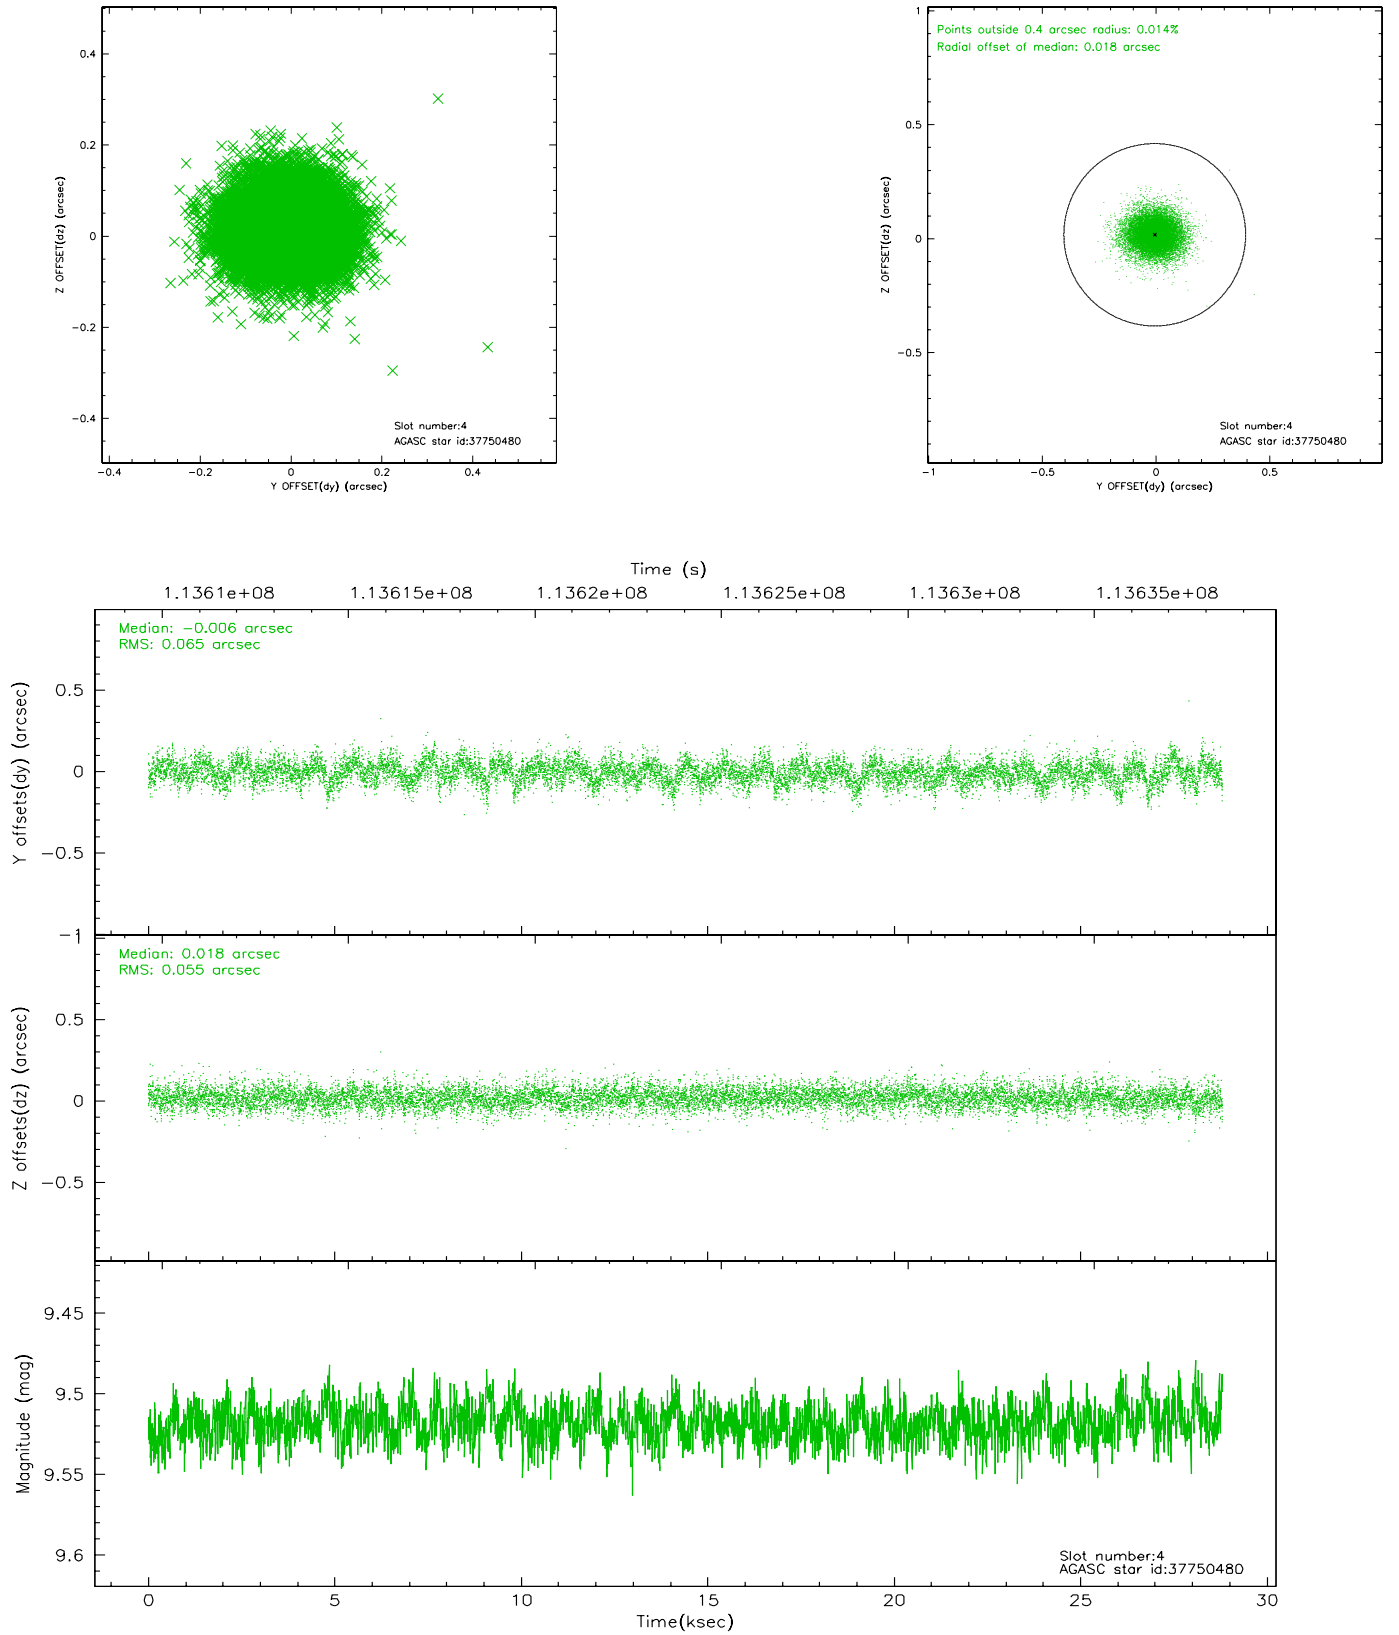 0.4
0.2
0
-0.2
-0.4
Z OFFSET(dz) (arcsec)
Slot number:4
AGASC star id:37750480
-0.4 -0.2 0 0.2 0.4
Y OFFSET(dy) (arcsec)
Points outside 0.4 arcsec radius: 0.014%
Radial offset of median: 0.018 arcsec
1
0.5
0
-0.5
-1
Z OFFSET(dz) (arcsec)
Slot number:4
AGASC star id:37750480
-1 -0.5 0 0.5
Y OFFSET(dy) (arcsec)
Time (s)
1.1361e+08 1.13615e+08 1.1362e+08 1.13625e+08 1.1363e+08 1.13635e+08
Median: -0.006 arcsec
RMS: 0.065 arcsec
0.5
0
-0.5
-1
Y offsets(dy) (arcsec)
Median: 0.018 arcsec
RMS: 0.055 arcsec
0.5
0
-0.5
Z offsets(dz) (arcsec)
9.45
9.5
9.55
9.6
Magnitude (mag)
Slot number:4
AGASC star id:37750480
0 5 10 15 20 25 30
Time(ksec)